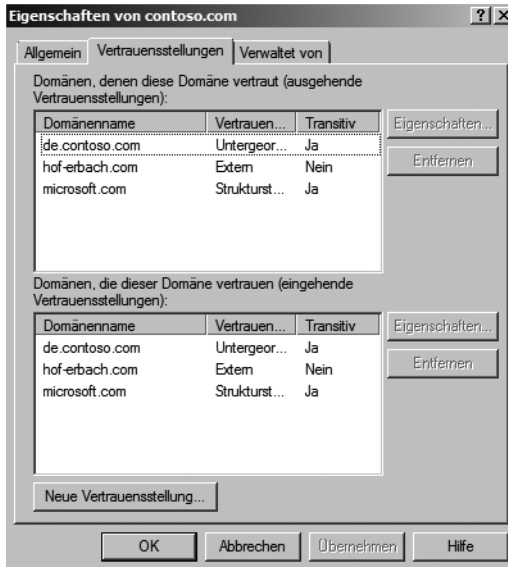 Eigenschaften von contoso.com
Allgemein Vertrauensstellungen Verwaltet von
Domänen, denen diese Domäne vertraut (ausgehende
Vertrauensstellungen):
Domänenname Vertrauen... Transitiv
Eigenschaften...
de.contoso.com Untergeor... Ja
hof-erbach.com Extern Nein
Entfernen
microsoft.com Strukturst... Ja
Domänen, die dieser Domäne vertrauen (eingehende
Vertrauensstellungen):
Domänenname Vertrauen... Transitiv
Eigenschaften...
de.contoso.com Untergeor... Ja
hof-erbach.com Extern Nein
Entfernen
microsoft.com Strukturst... Ja
Neue Vertrauensstellung...
OK Abbrechen Übernehmen Hilfe